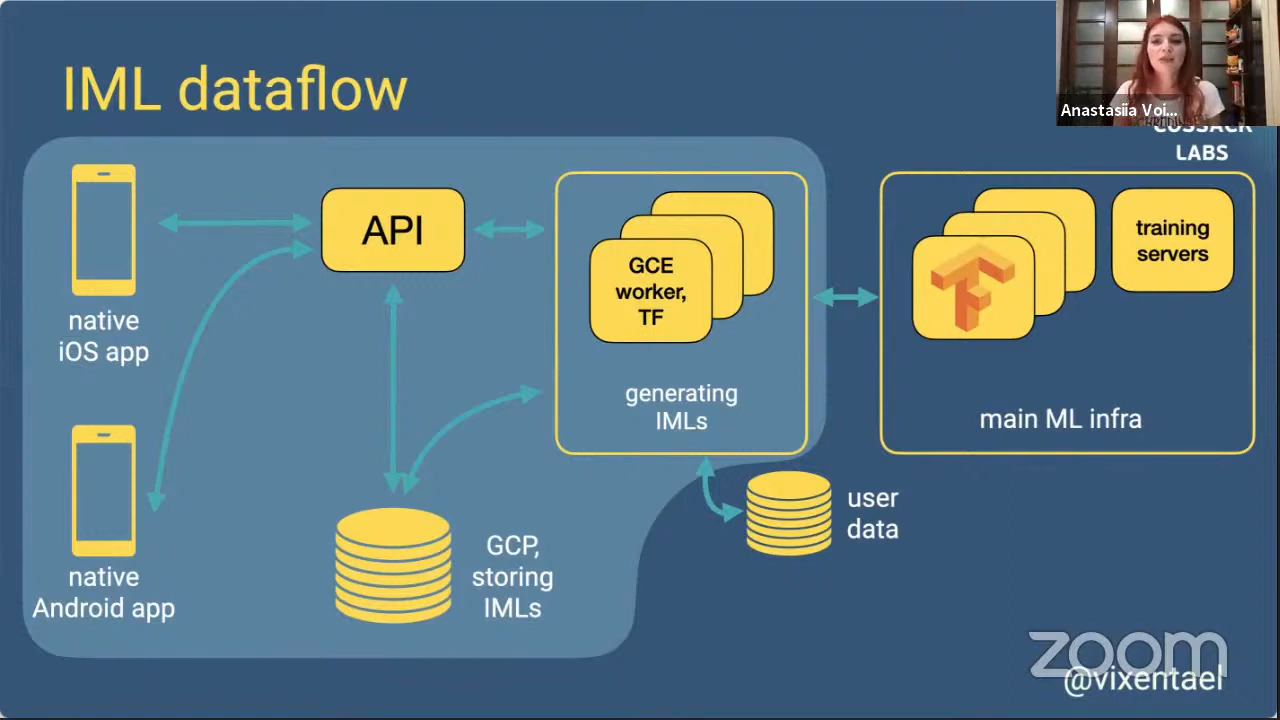 IML dataflow
Anastasiia Voi...
COSSACK
LABS
native
iOS app
API
GCE
worker,
TF
generating
IMLs
training
servers
main ML infra
native
Android app
GCP,
storing
IMLs
user
data
zoom
@vixentael